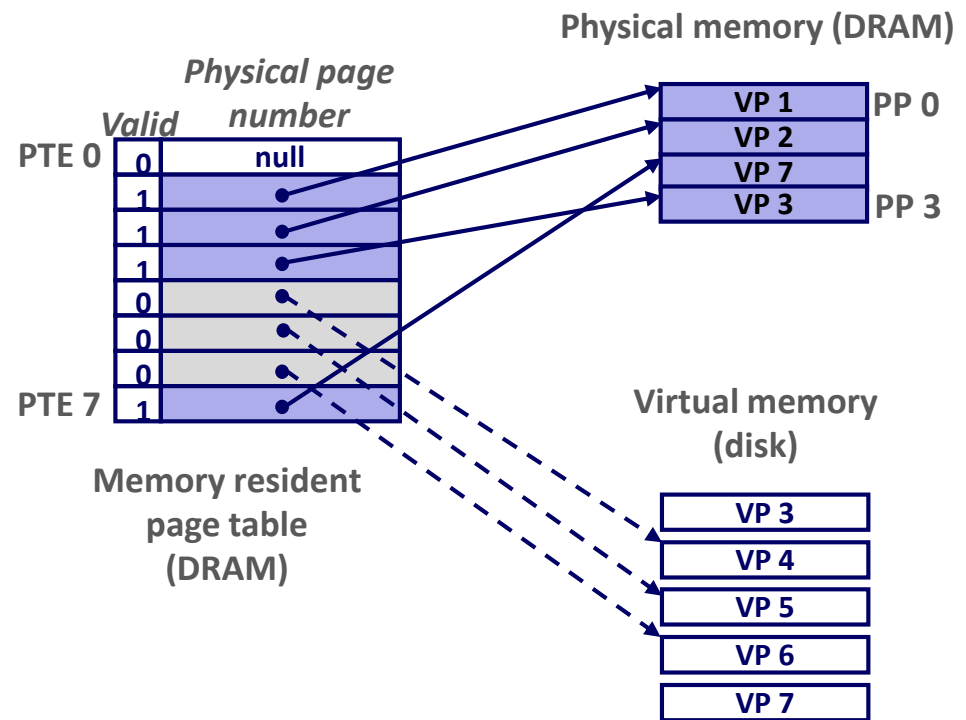 Physical memory (DRAM)
Physical page
number
Valid
PTE 0
0
null
1
1
1
0
0
0
PTE 7
1
VP 1
PP 0
VP 2
VP 7
VP 3
PP 3
Memory resident
page table
(DRAM)
Virtual memory
(disk)
VP 3
VP 4
VP 5
VP 6
VP 7